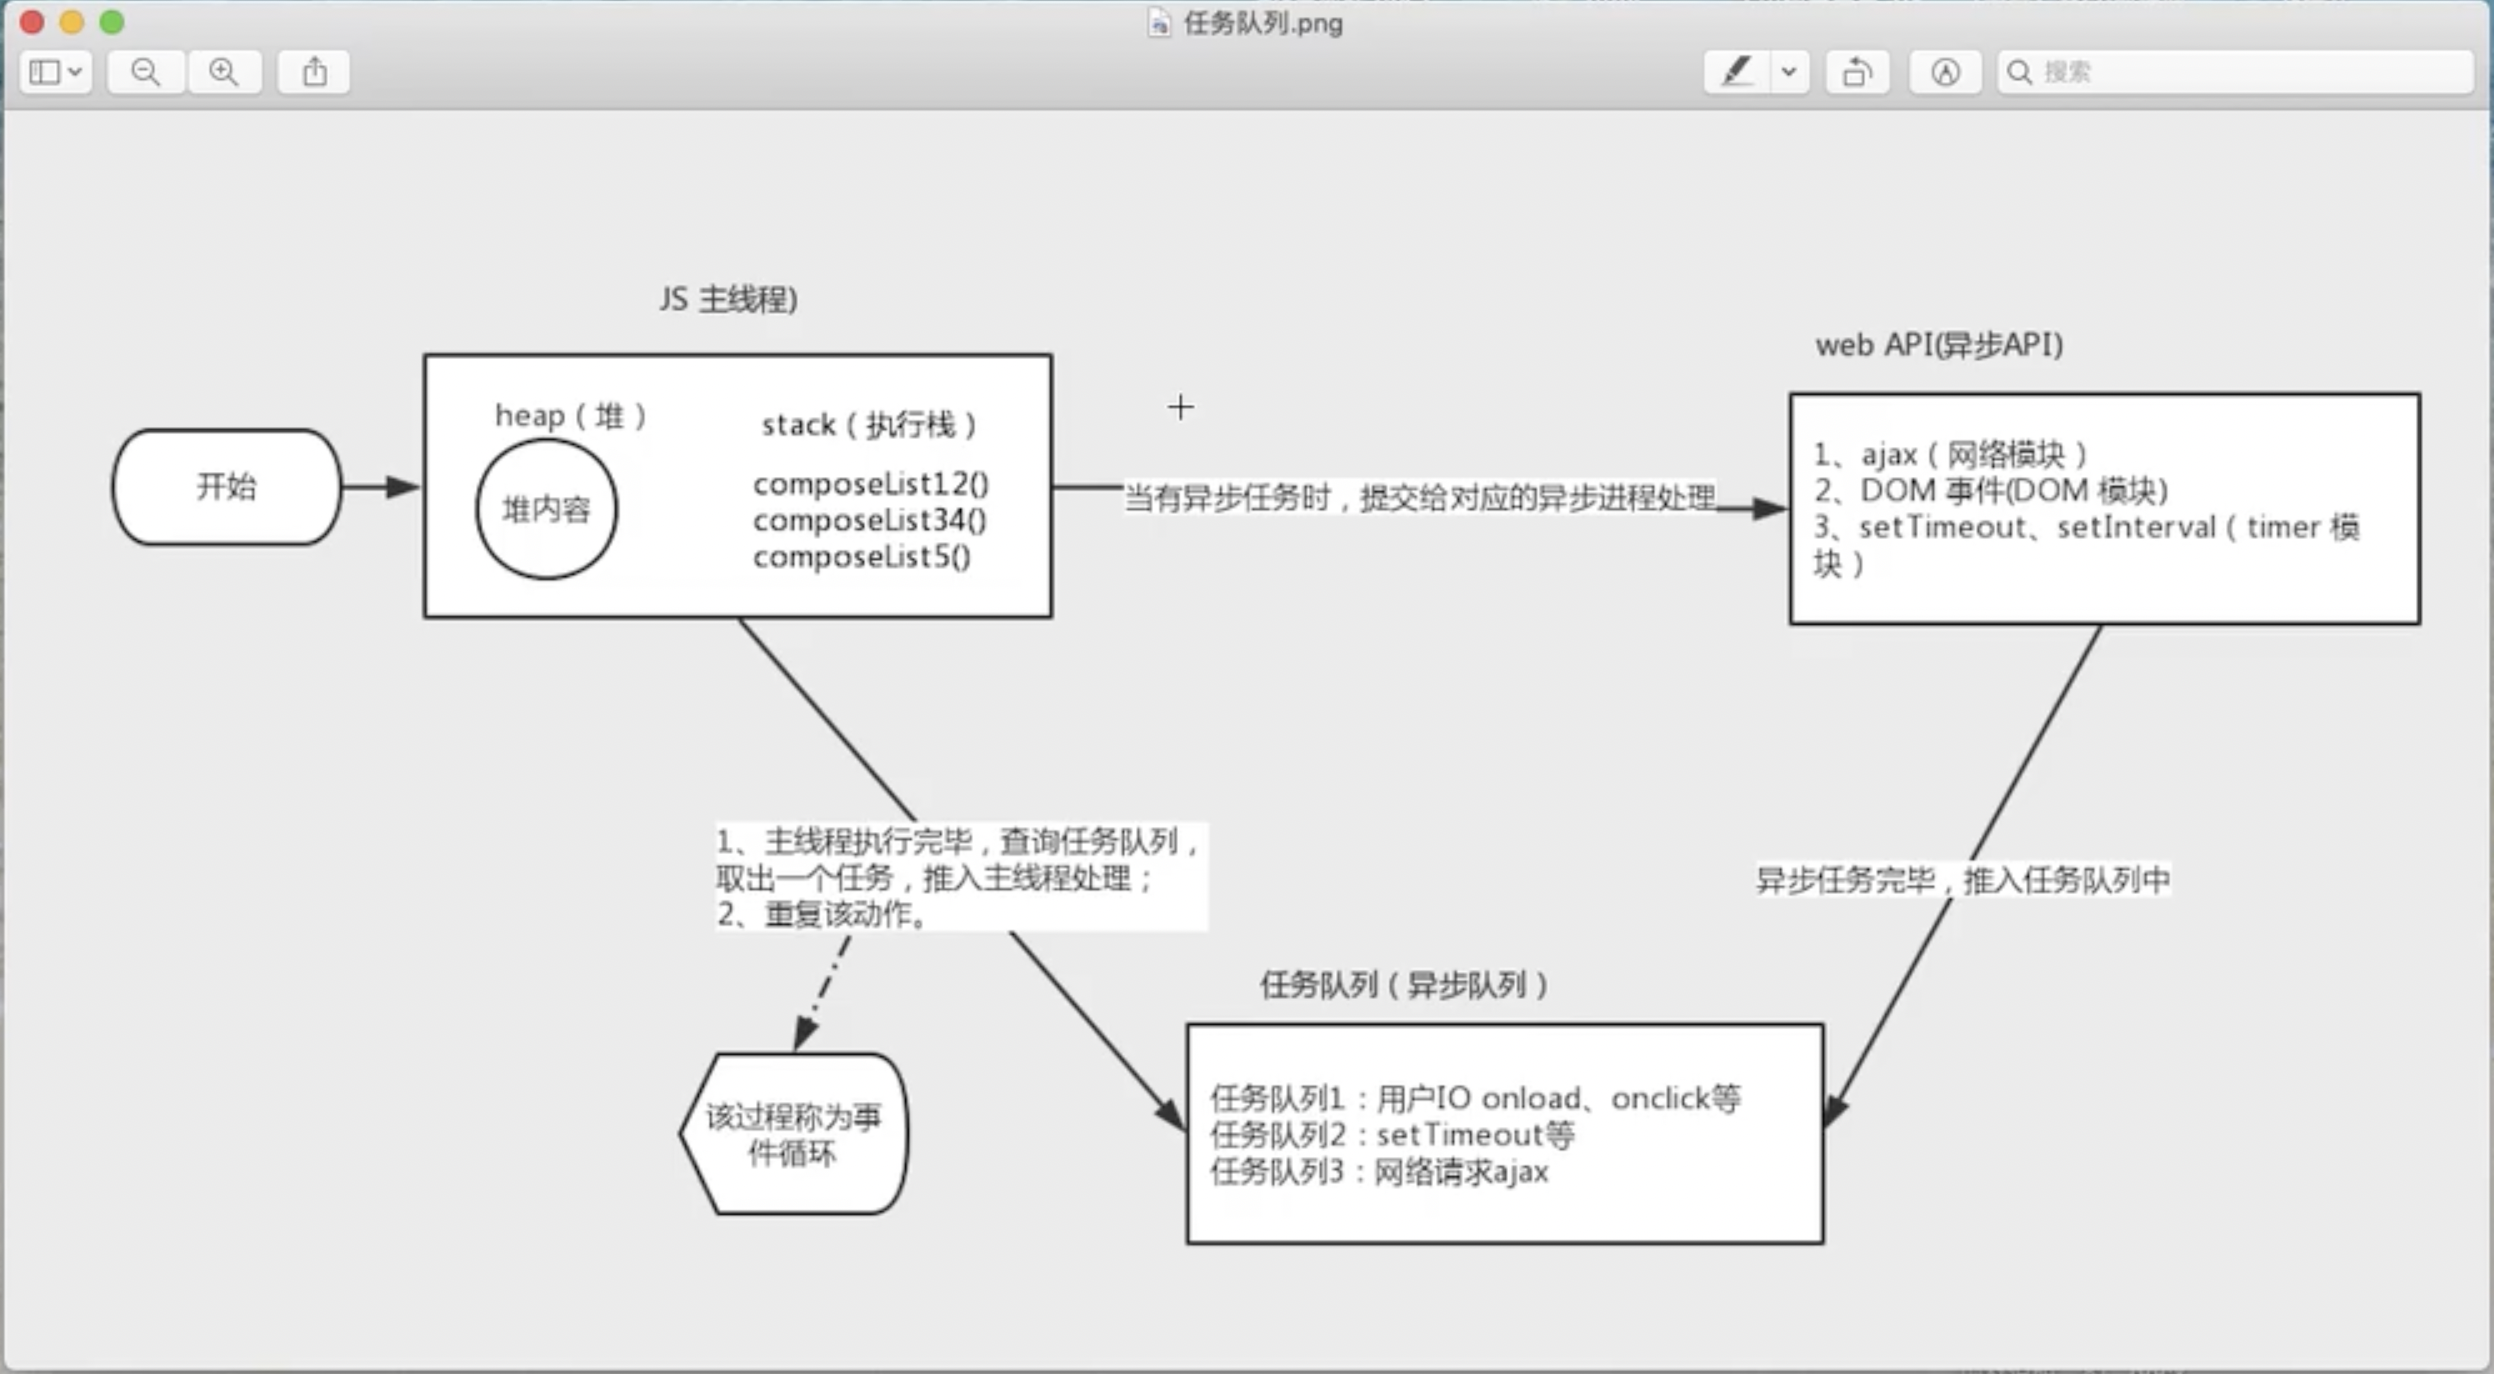 任务队列.png
搜索
JS 主线程)
web API(异步API)
heap（堆）
stack（执行栈）
开始
堆内容
composeList12()
composeList34()
composeList5()
当有异步任务时，提交给对应的异步进程处理
1、ajax（网络模块）
2、DOM 事件(DOM 模块)
3、setTimeout、setInterval（timer 模
块）
1、主线程执行完毕，查询任务队列，
取出一个任务，推入主线程处理；
2、重复该动作。
异步任务完毕，推入任务队列中
任务队列（异步队列）
该过程称为事
件循环
任务队列1：用户IO onload、onclick等
任务队列2：setTimeout等
任务队列3：网络请求ajax